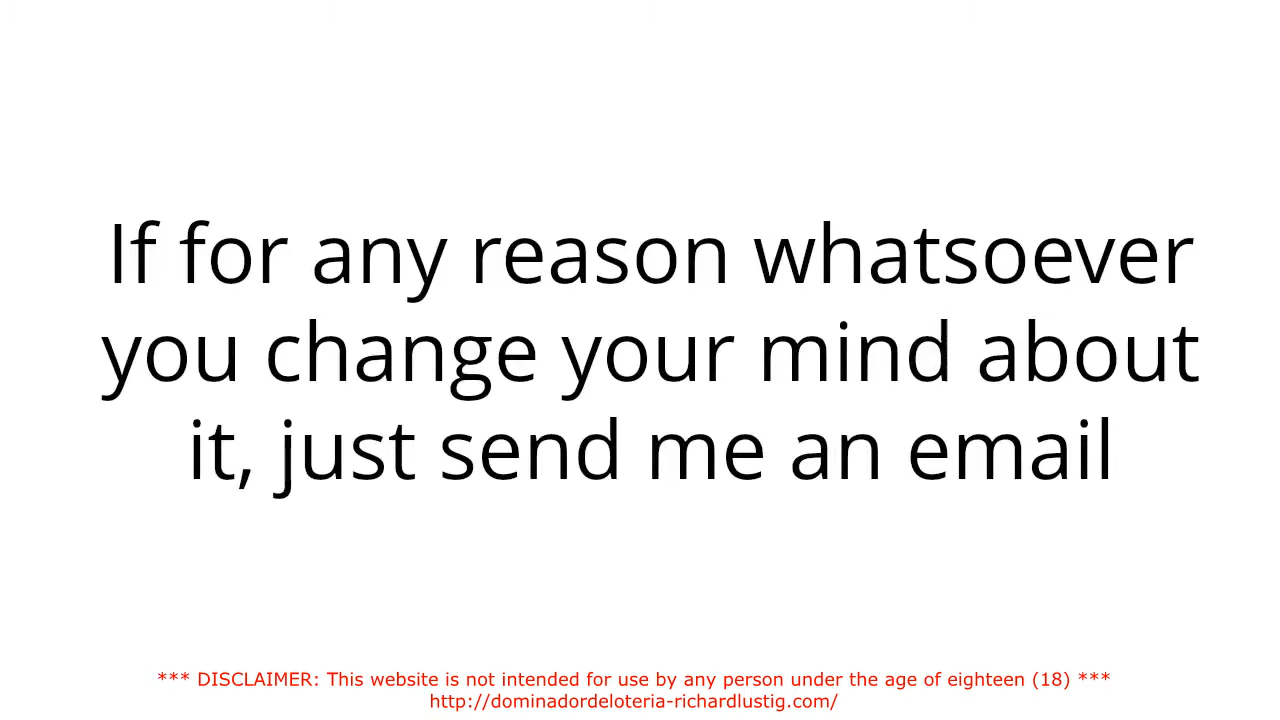 If for any reason whatsoever
you change your mind about
it, just send me an email
*** DISCLAIMER: This website is not intended for use by any person under the age of eighteen (18) ***
http://dominadordeloteria-richardlustig.com/